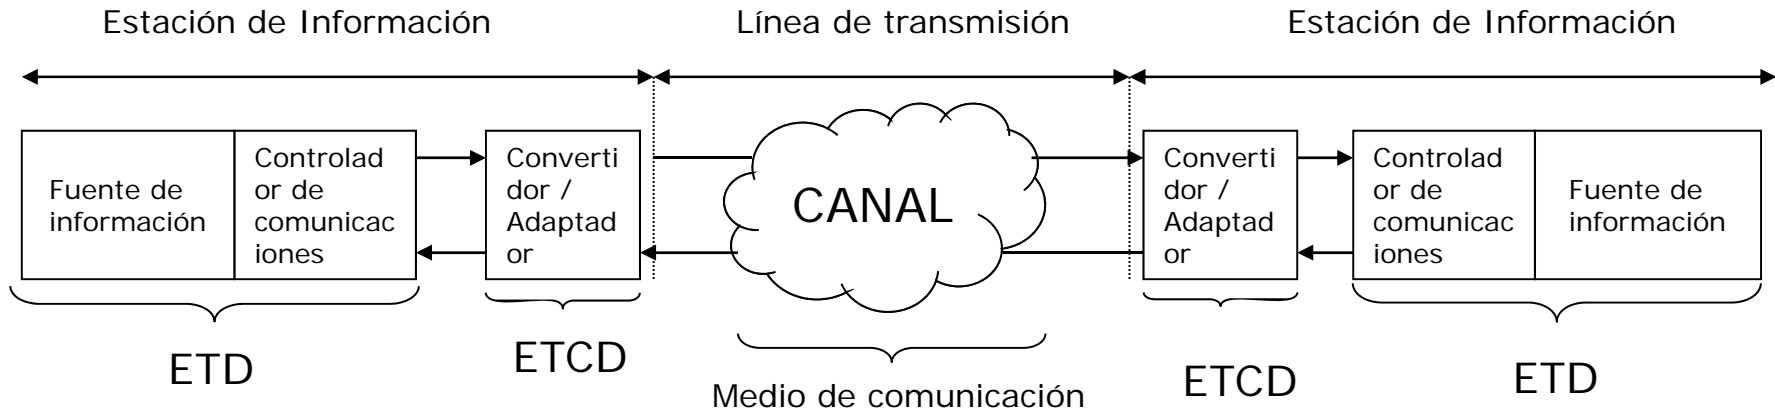 Estación de Información
Línea de transmisión
Estación de Información
Fuente de
información
Controlad
or de
comunicac
iones
Converti
dor /
Adaptad
or
CANAL
Converti
dor /
Adaptad
or
Controlad
or de
comunicac
iones
Fuente de
información
ETD
ETCD
Medio de comunicación
ETCD
ETD